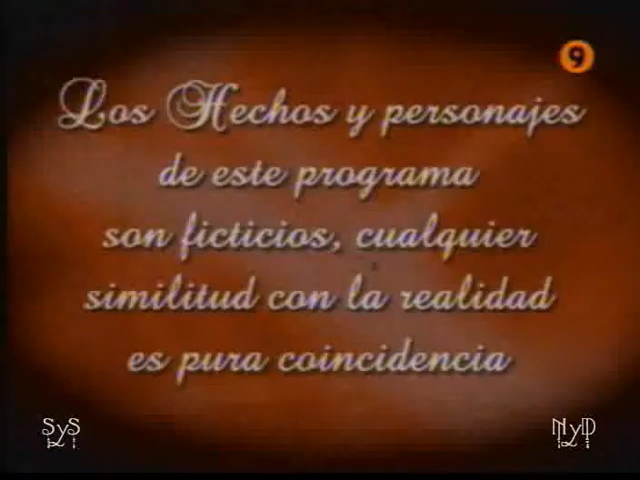 9
Los Hechos y personajes
de este programa
son ficticios, cualquier
similitud con la realidad
es pura coincidencia
SyS
NyD